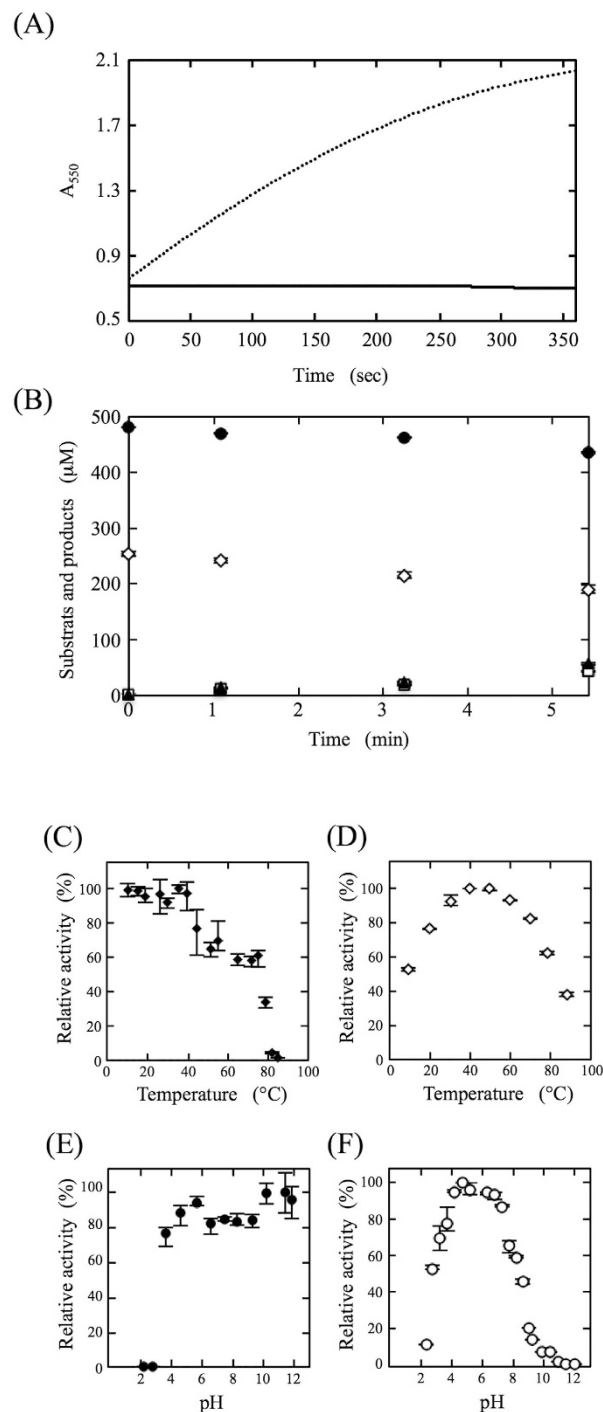 (A)
2.1
1.7
1.3
0.9
0.5
A550
0 50 100 150 200 250 300 350
Time (sec)
(B)
500
400
300
200
100
0
Substrats and products (μM)
0 1 2 3 4 5
Time (min)
(C)
100
80
60
40
20
0
Relative activity (%)
0 20 40 60 80 100
Temperature (°C)
(D)
100
80
60
40
20
0
Relative activity (%)
0 20 40 60 80 100
Temperature (°C)
(E)
100
80
60
40
20
0
Relative activity (%)
2 4 6 8 10 12
pH
(F)
100
80
60
40
20
0
Relative activity (%)
2 4 6 8 10 12
pH